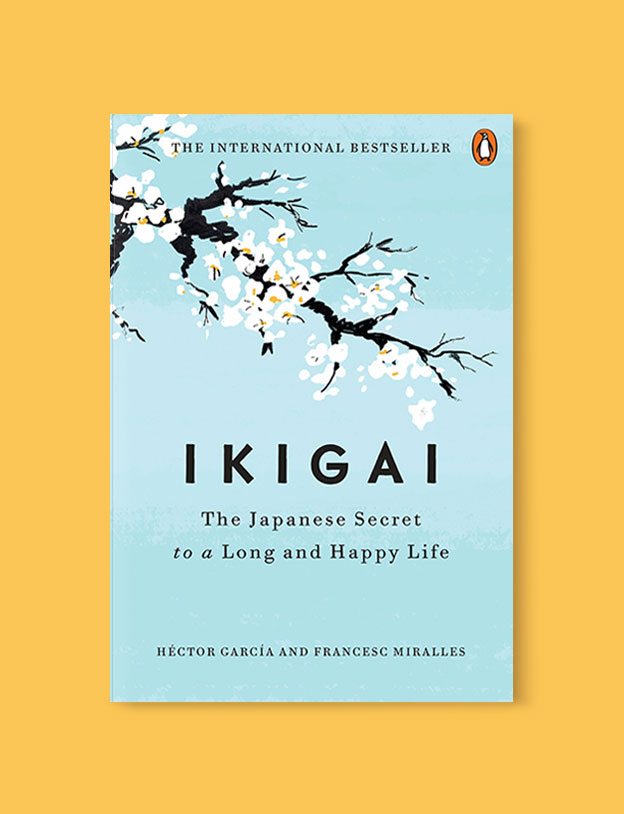 THE INTERNATIONAL BESTSELLER
IKIGAI
The Japanese Secret
to a Long and Happy Life
HÉCTOR GARCÍA AND FRANCESC MIRALLES